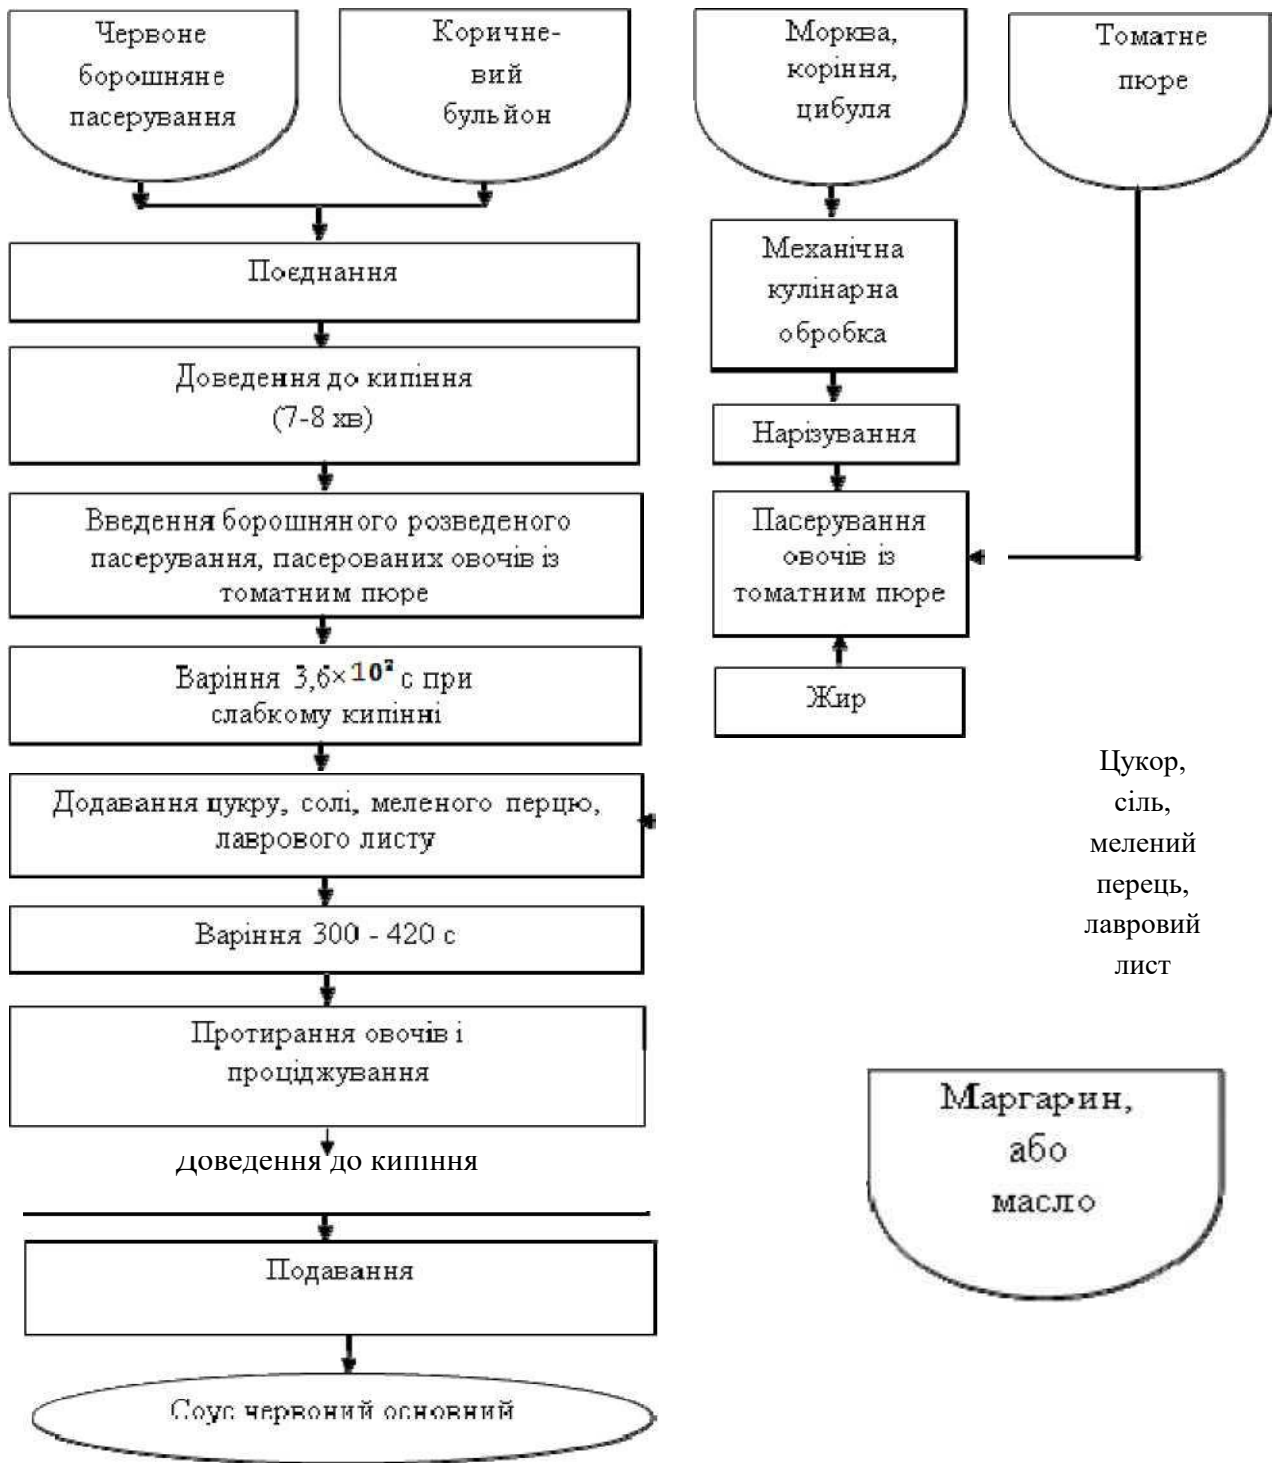 Червоне
борошняне
пасерування
Коричне-
вий
бульйон
Морква,
коріння,
цибуля
Томатне
пюре
Поєднання
Механічна
кулінарна
обробка
Доведення до кипіння
(7-8 хв)
Нарізування
Введення борошняного розведеного
пасерування, пасерованих овочів із
томатним пюре
Пасерування
овочів із
томатним пюре
Варіння 3,6×10² с при
слабкому кипінні
Жир
Додавання цукру, солі, меленого перцю,
лаврового листу
Цукор,
сіль,
мелений
перець,
лавровий
лист
Варіння 300 - 420 с
Протирання овочів і
проціджування
Маргарин,
або
масло
Доведення до кипіння
Подавання
Соус червоний основний